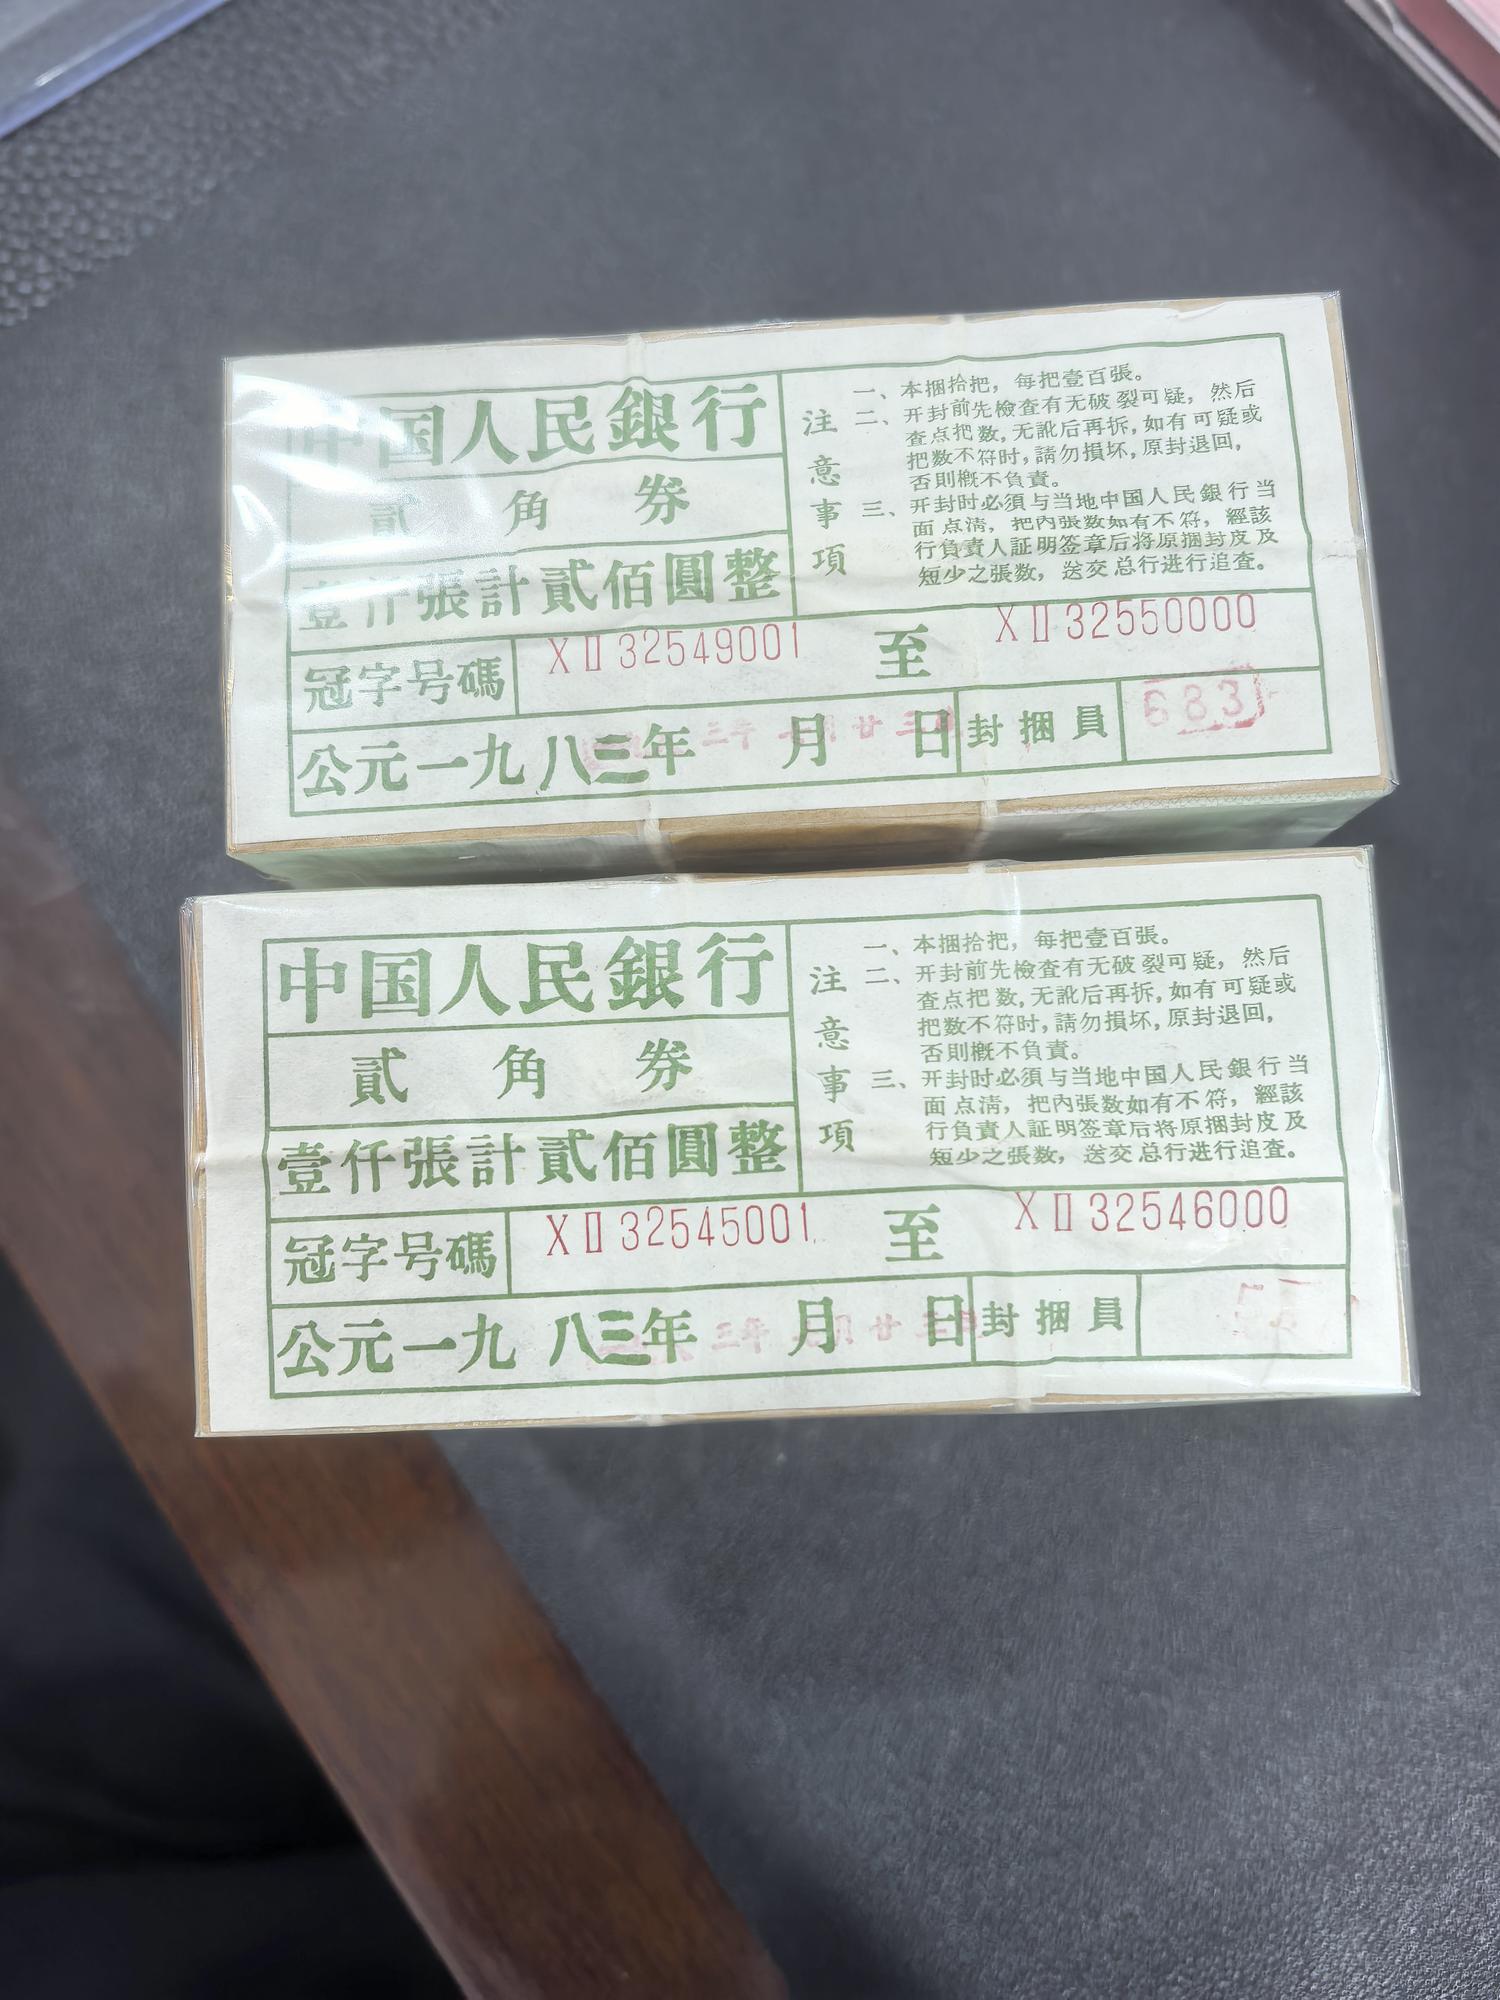 中国人民銀行
角 券
壹仟張計貳佰圓整
注意事項
一、本捆拾把，每把壹百張。
二、开封前先檢查有无破裂可疑，然后
查点把数，无訛后再拆，如有可疑或
把数不符时，請勿損坏，原封退回，
否則概不負責。
三、开封时必須与当地中国人民銀行当
面点清，把內張数如有不符，經該
行負責人証明签章后将原捆封皮及
短少之張数，送交总行进行追查。
冠字号碼 XⅡ32549001 至 XⅡ32550000
公元一九八三年 月 日 封捆員 683
中国人民銀行
貳 角 券
壹仟張計貳佰圓整
注意事項
一、本捆拾把，每把壹百張。
二、开封前先檢查有无破裂可疑，然后
查点把数，无訛后再拆，如有可疑或
把数不符时，請勿損坏，原封退回，
否則概不負責。
三、开封时必須与当地中国人民銀行当
面点清，把內張数如有不符，經該
行負責人証明签章后将原捆封皮及
短少之張数，送交总行进行追查。
冠字号碼 XⅡ32545001 至 XⅡ32546000
公元一九八三年 月 日 封捆員